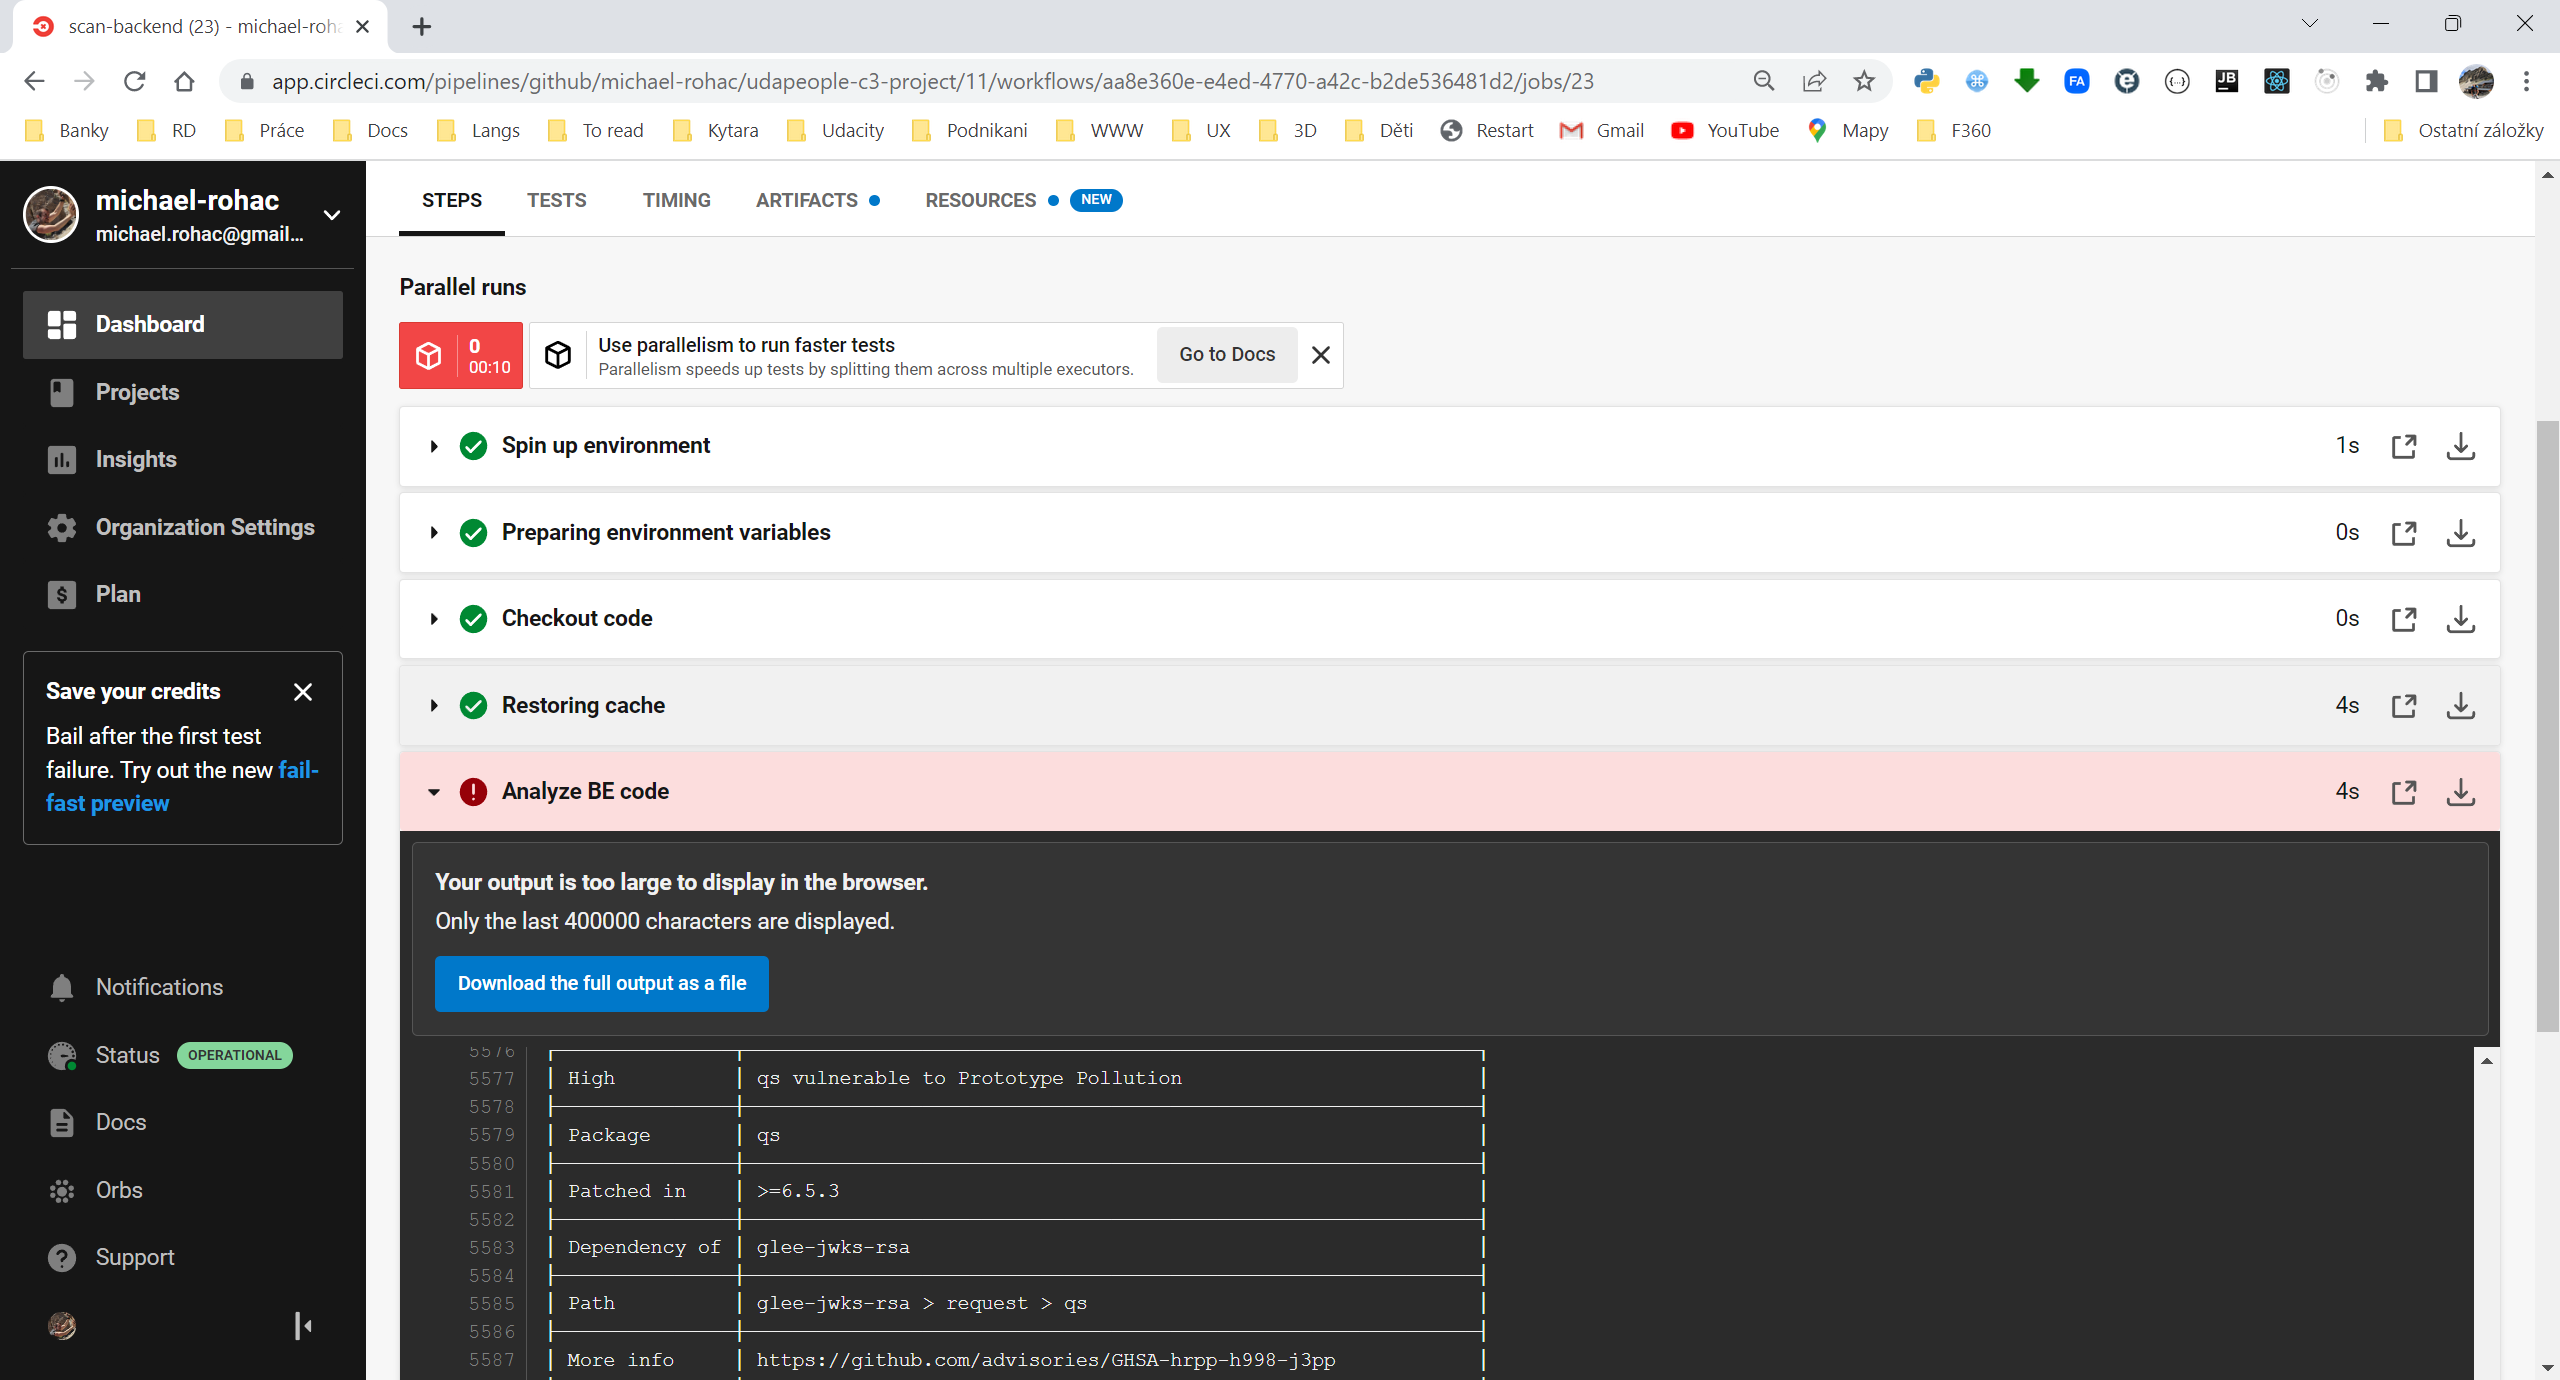 scan-backend (23) - michael-roha
app.circleci.com/pipelines/github/michael-rohac/udapeople-c3-project/11/workflows/aa8e360e-e4ed-4770-a42c-b2de536481d2/jobs/23
FA
JB
Banky RD Práce Docs Langs To read Kytara Udacity Podnikani WWW UX 3D Děti Restart Gmail YouTube Mapy F360 Ostatní záložky
michael-rohac
michael.rohac@gmail...
Dashboard
Projects
Insights
Organization Settings
Plan
Save your credits
Bail after the first test
failure. Try out the new fail-
fast preview
Notifications
Status OPERATIONAL
Docs
Orbs
Support
STEPS TESTS TIMING ARTIFACTS RESOURCES NEW
Parallel runs
0
00:10
Use parallelism to run faster tests
Parallelism speeds up tests by splitting them across multiple executors.
Go to Docs
Spin up environment 1s
Preparing environment variables 0s
Checkout code 0s
Restoring cache 4s
Analyze BE code 4s
Your output is too large to display in the browser.
Only the last 400000 characters are displayed.
Download the full output as a file
5576
5577 High qs vulnerable to Prototype Pollution
5578
5579 Package qs
5580
5581 Patched in >=6.5.3
5582
5583 Dependency of glee-jwks-rsa
5584
5585 Path glee-jwks-rsa > request > qs
5586
5587 More info https://github.com/advisories/GHSA-hrpp-h998-j3pp